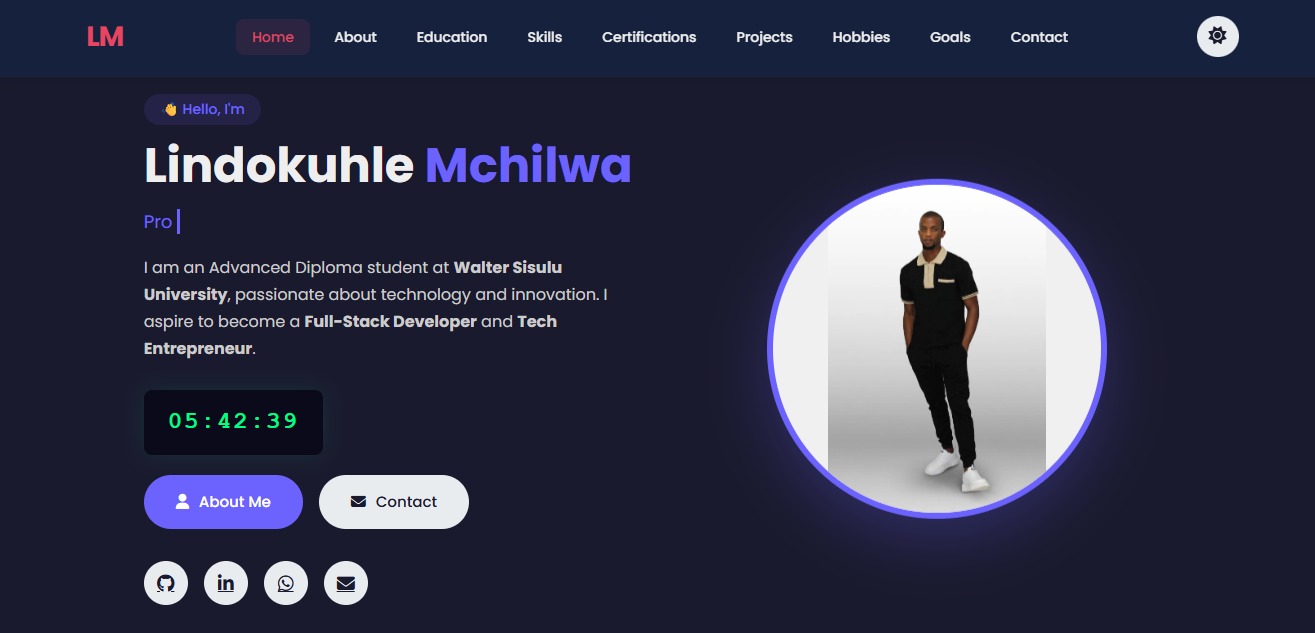 LM
Home
About
Education
Skills
Certifications
Projects
Hobbies
Goals
Contact
👋 Hello, I'm
Lindokuhle Mchilwa
Pro
I am an Advanced Diploma student at Walter Sisulu
University, passionate about technology and innovation. I
aspire to become a Full-Stack Developer and Tech
Entrepreneur.
05:42:39
About Me
Contact
in